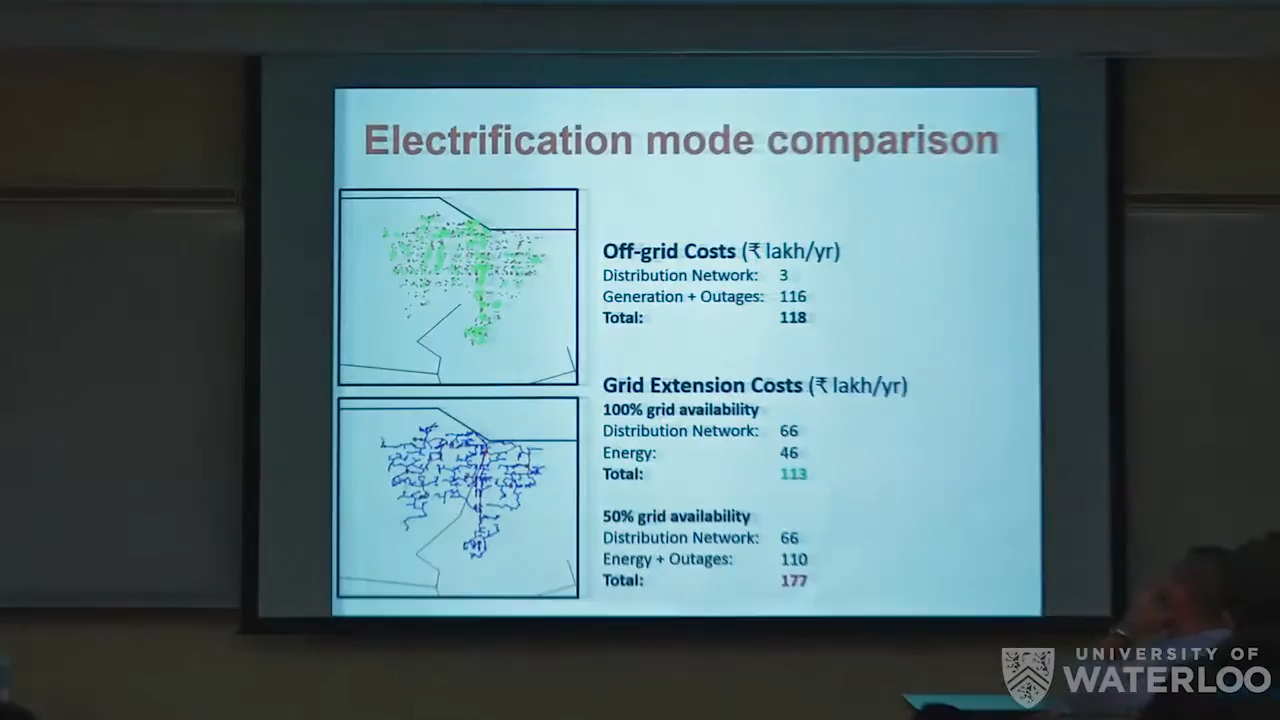 Electrification mode comparison
Off-grid Costs (₹ lakh/yr)
Distribution Network: 3
Generation + Outages: 116
Total: 118
Grid Extension Costs (₹ lakh/yr)
100% grid availability
Distribution Network: 66
Energy: 46
Total: 113
50% grid availability
Distribution Network: 66
Energy + Outages: 110
Total: 177
UNIVERSITY OF
WATERLOO